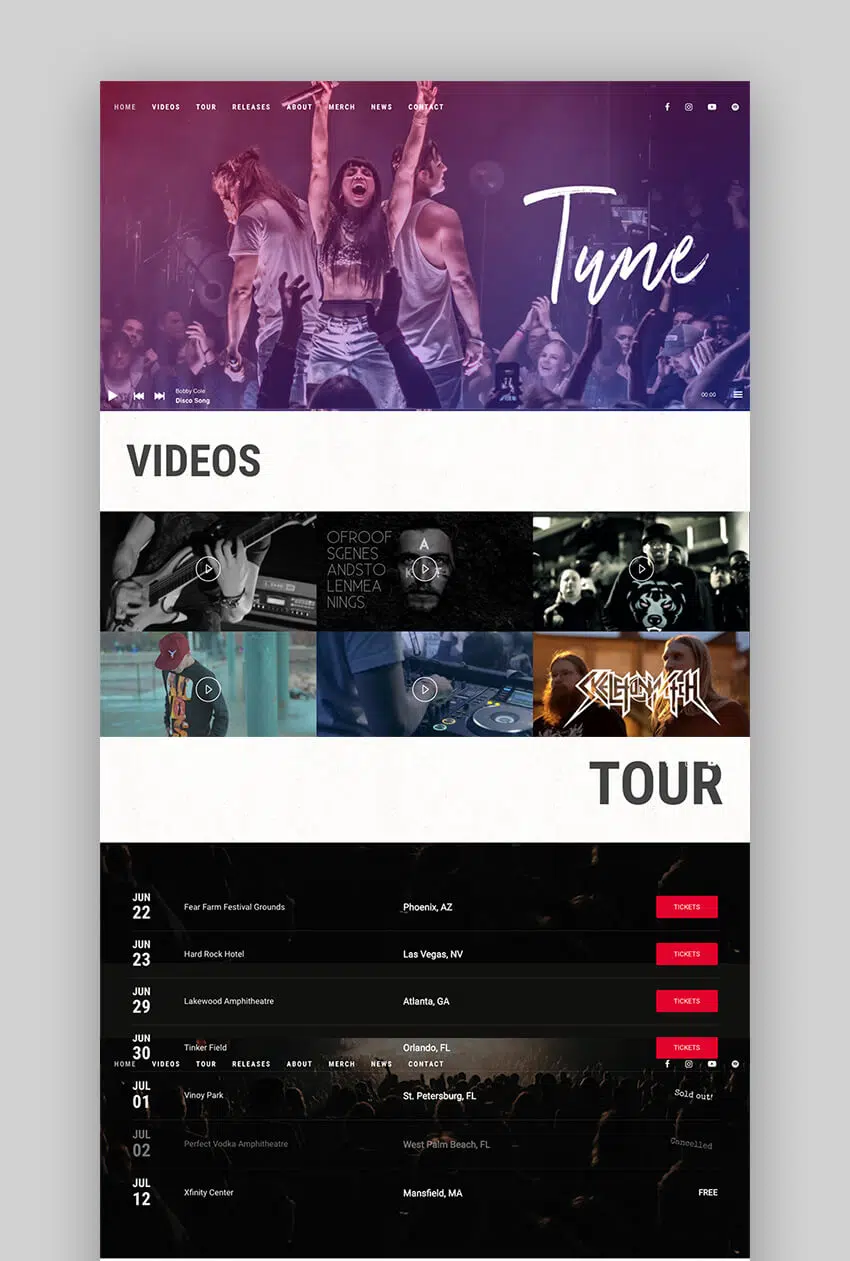 HOME VIDEOS TOUR RELEASES ABOUT MERCH NEWS CONTACT
Tune
Bobby Cole
Disco Song
00:00
VIDEOS
OFROOF
SGENES
ANDSTO
LENMEA
NINGS
A
SKELETONWITCH
TOUR
JUN
22
Fear Farm Festival Grounds
Phoenix, AZ
TICKETS
JUN
23
Hard Rock Hotel
Las Vegas, NV
TICKETS
JUN
29
Lakewood Amphitheatre
Atlanta, GA
TICKETS
JUN
30
Tinker Field
Orlando, FL
TICKETS
HOME VIDEOS TOUR RELEASES ABOUT MERCH NEWS CONTACT
JUL
01
Vinoy Park
St. Petersburg, FL
Sold out!
JUL
02
Perfect Vodka Amphitheatre
West Palm Beach, FL
Cancelled
JUL
12
Xfinity Center
Mansfield, MA
FREE